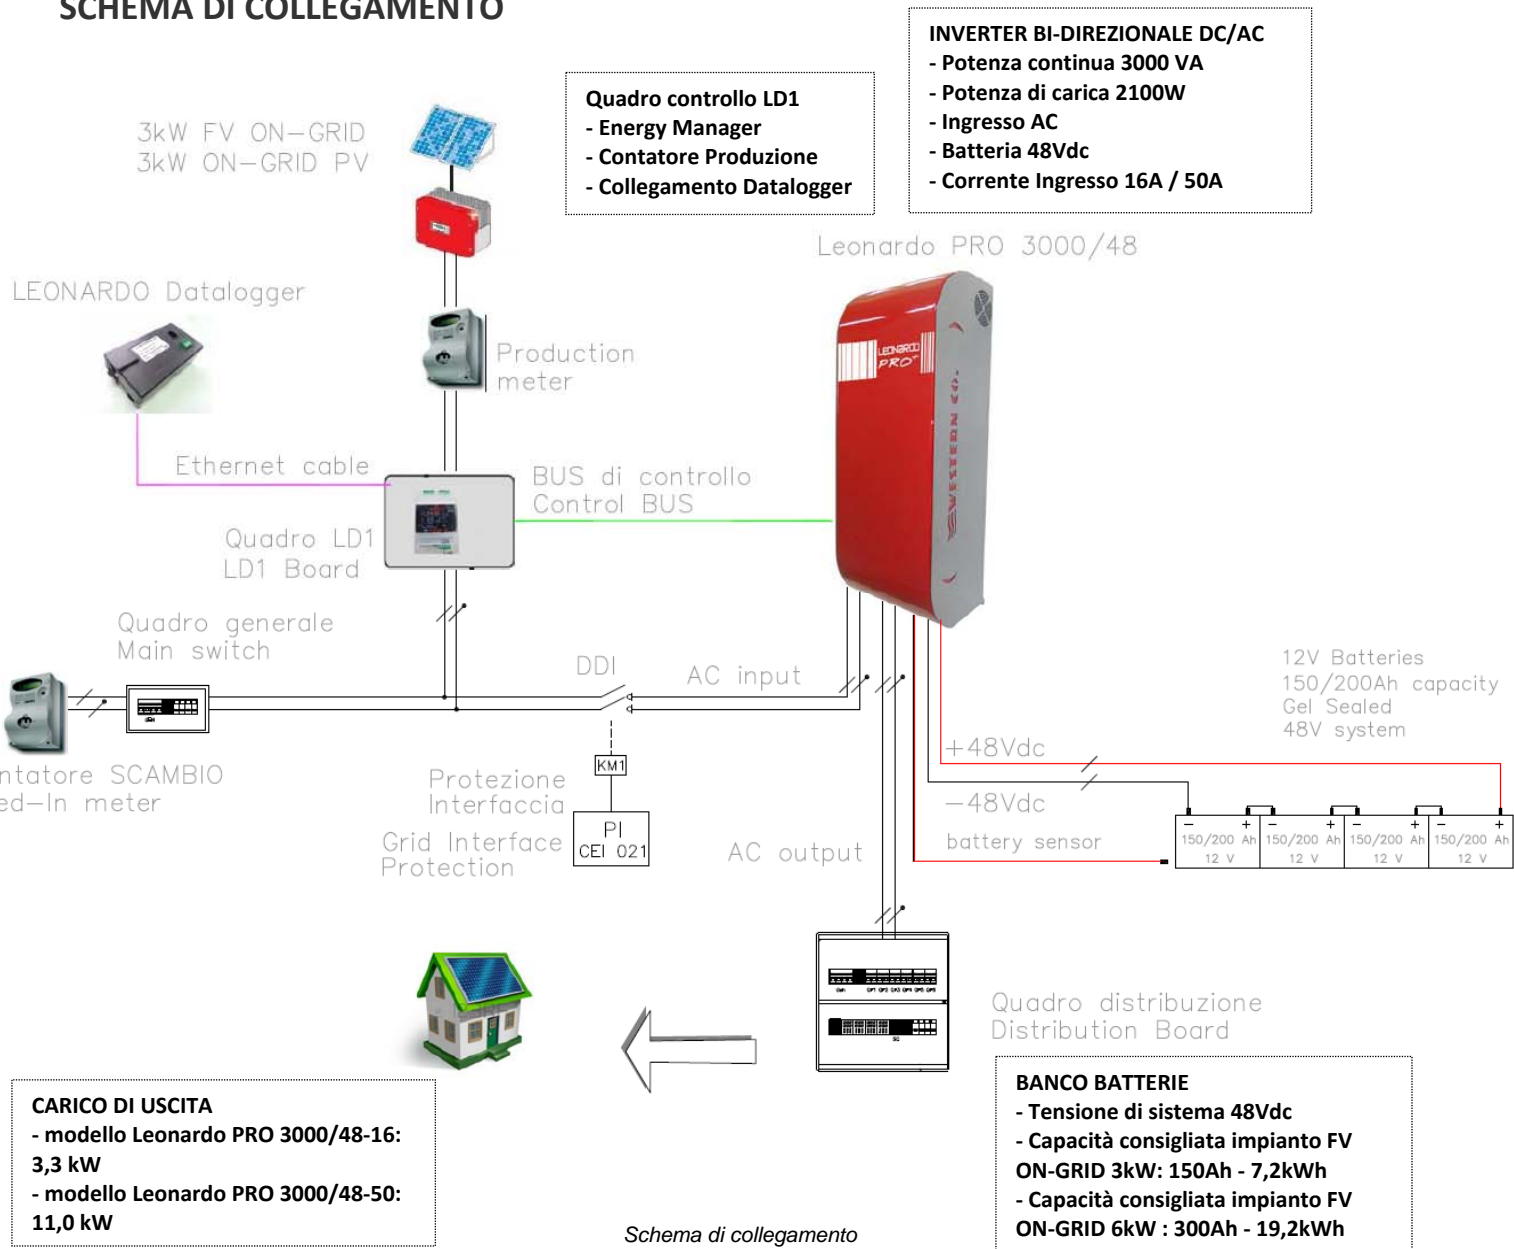 SCHEMA DI COLLEGAMENTO
INVERTER BI-DIREZIONALE DC/AC
- Potenza continua 3000 VA
- Potenza di carica 2100W
- Ingresso AC
- Batteria 48Vdc
- Corrente Ingresso 16A / 50A
Quadro controllo LD1
- Energy Manager
- Contatore Produzione
- Collegamento Datalogger
3kW FV ON-GRID
3kW ON-GRID PV
Leonardo PRO 3000/48
LEONARDO Datalogger
LEONARDO
PRO+
WESTERN CO.
Production
meter
Ethernet cable
BUS di controllo
Control BUS
Quadro LD1
LD1 Board
Quadro generale
Main switch
DDI
AC input
12V Batteries
150/200Ah capacity
Gel Sealed
48V system
+48Vdc
-48Vdc
battery sensor
KM1
Protezione
Interfaccia
PI
CEI 021
Grid Interface
Protection
ntatore SCAMBIO
ed-In meter
AC output
- + - + - + - +
150/200 Ah 150/200 Ah 150/200 Ah 150/200 Ah
12 V 12 V 12 V 12 V
Quadro distribuzione
Distribution Board
CARICO DI USCITA
- modello Leonardo PRO 3000/48-16:
3,3 kW
- modello Leonardo PRO 3000/48-50:
11,0 kW
BANCO BATTERIE
- Tensione di sistema 48Vdc
- Capacità consigliata impianto FV
ON-GRID 3kW: 150Ah - 7,2kWh
- Capacità consigliata impianto FV
ON-GRID 6kW : 300Ah - 19,2kWh
Schema di collegamento